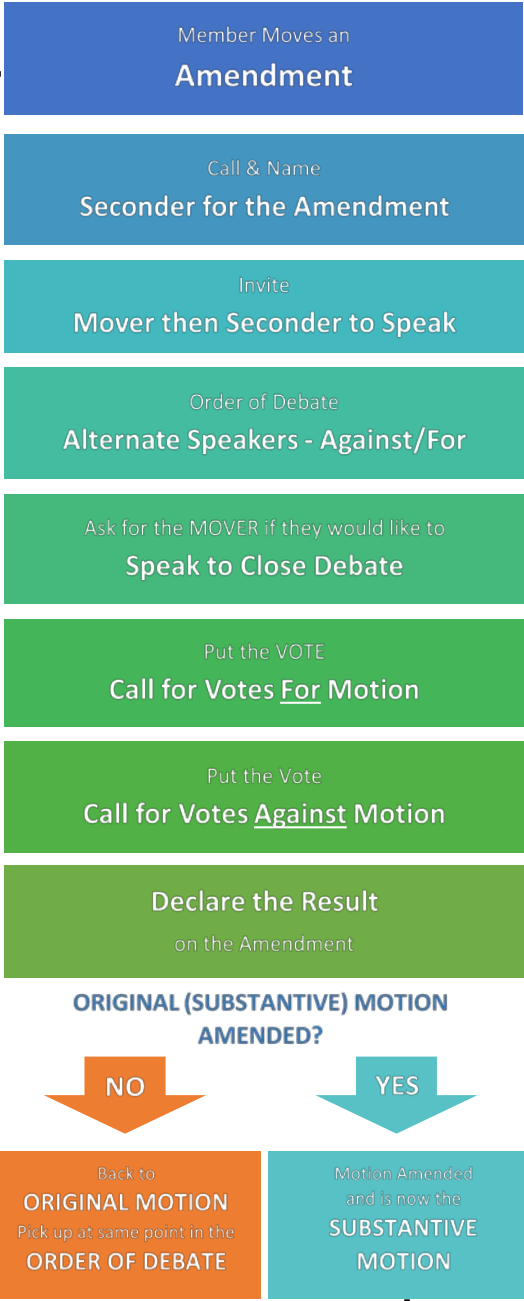 Member Moves an
Amendment
Call & Name
Seconder for the Amendment
Invite
Mover then Seconder to Speak
Order of Debate
Alternate Speakers - Against/For
Ask for the MOVER if they would like to
Speak to Close Debate
Put the VOTE
Call for Votes For Motion
Put the Vote
Call for Votes Against Motion
Declare the Result
on the Amendment
ORIGINAL (SUBSTANTIVE) MOTION
AMENDED?
NO
YES
Back to
ORIGINAL MOTION
Pick up at same point in the
ORDER OF DEBATE
Motion Amended
and is now the
SUBSTANTIVE
MOTION